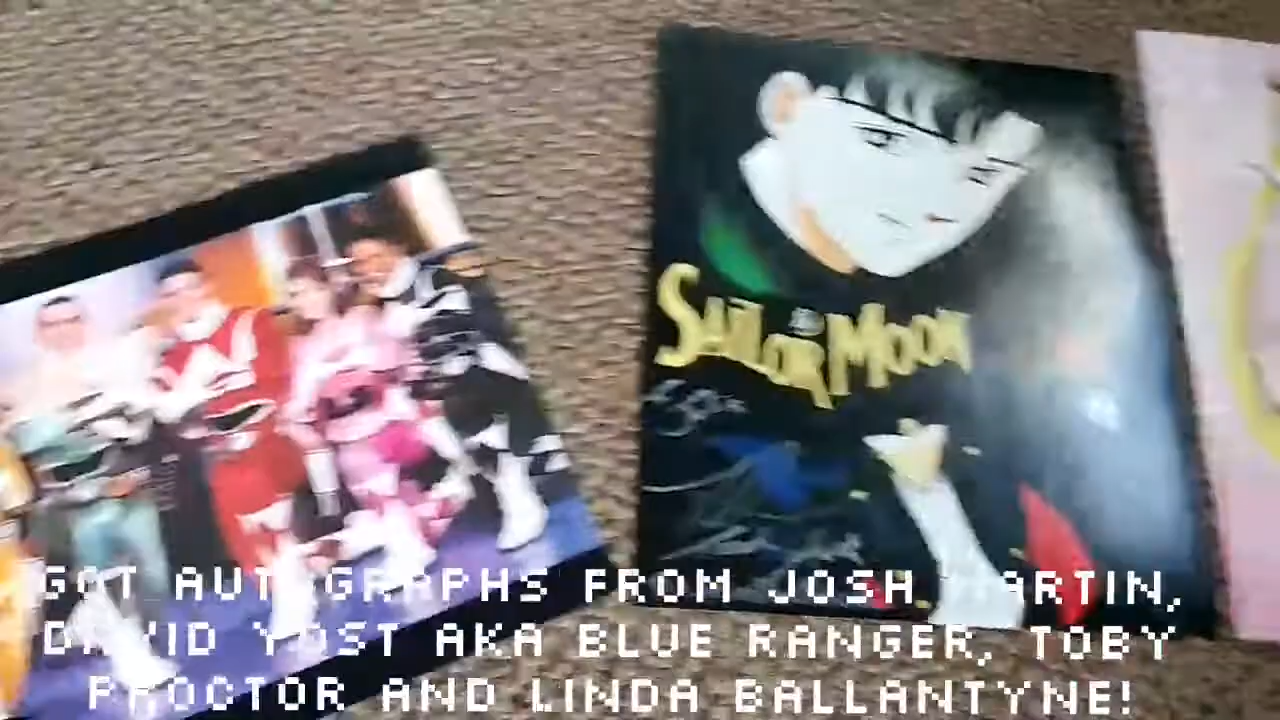 SAILOR MOON
GOT AUTOGRAPHS FROM JOSH MARTIN,
DAVID YOST AKA BLUE RANGER, TOBY
PROCTOR AND LINDA BALLANTYNE!